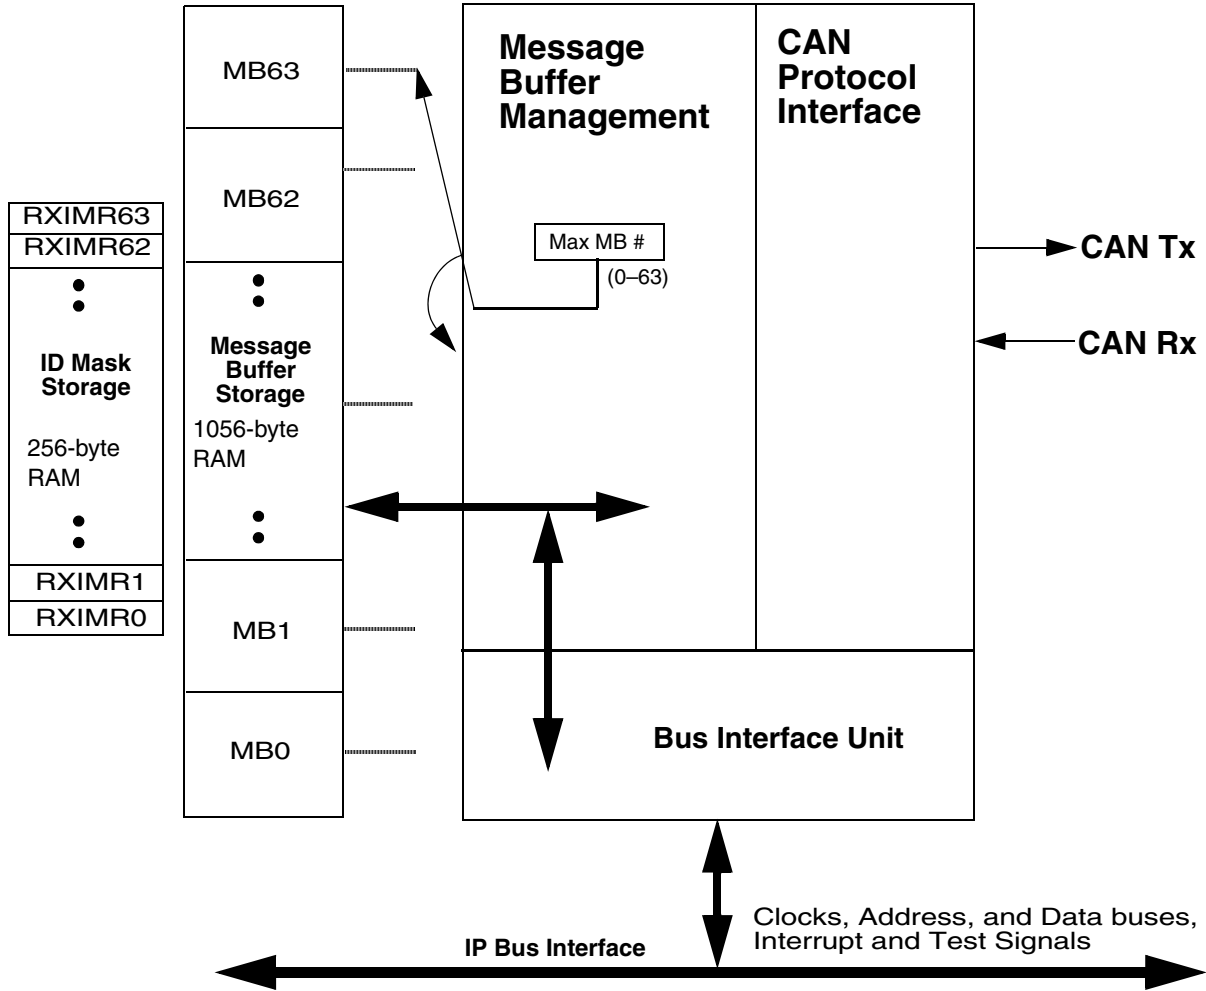 RXIMR63
RXIMR62
ID Mask
Storage
256-byte
RAM
RXIMR1
RXIMR0
MB63
MB62
Message
Buffer
Storage
1056-byte
RAM
MB1
MB0
Message
Buffer
Management
Max MB #
(0–63)
CAN
Protocol
Interface
CAN Tx
CAN Rx
Bus Interface Unit
Clocks, Address, and Data buses,
Interrupt and Test Signals
IP Bus Interface